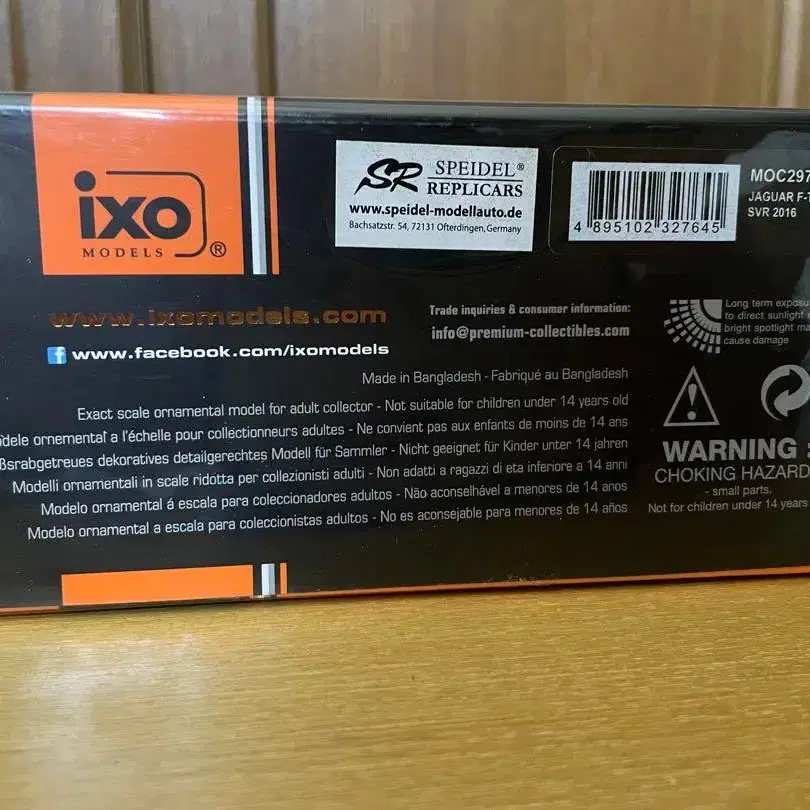 ixo
MODELS ®
SR SPEIDEL®
REPLICARS
www.speidel-modellauto.de
Bachsatzstr. 54, 72131 Ofterdingen, Germany
4 895102 327645
MOC297
JAGUAR F-T
SVR 2016
www.ixomodels.com
f www.facebook.com/ixomodels
Trade inquiries & consumer information:
info@premium-collectibles.com
Long term exposu
to direct sunlight
bright spotlight ma
cause damage
Made in Bangladesh - Fabriqué au Bangladesh
Exact scale ornamental model for adult collector - Not suitable for children under 14 years old
dele ornemental a l'échelle pour collectionneurs adultes - Ne convient pas aux enfants de moins de 14 ans
ßsrabgetreues dekoratives detailgerechtes Modell für Sammler - Nicht geeignet für Kinder unter 14 jahren
Modelli ornamentali in scale ridotta per collezionisti adulti - Non adatti a ragazzi di eta inferiore a 14 anni
Modelo ornamental á escala para coleccionadores adultos - Não aconselhável a menores de 14 anos
Modelo ornamental a escala para coleccionistas adultos - No es aconsejable para menores de 14 años
WARNING :
CHOKING HAZARD
- small parts.
Not for children under 14 years